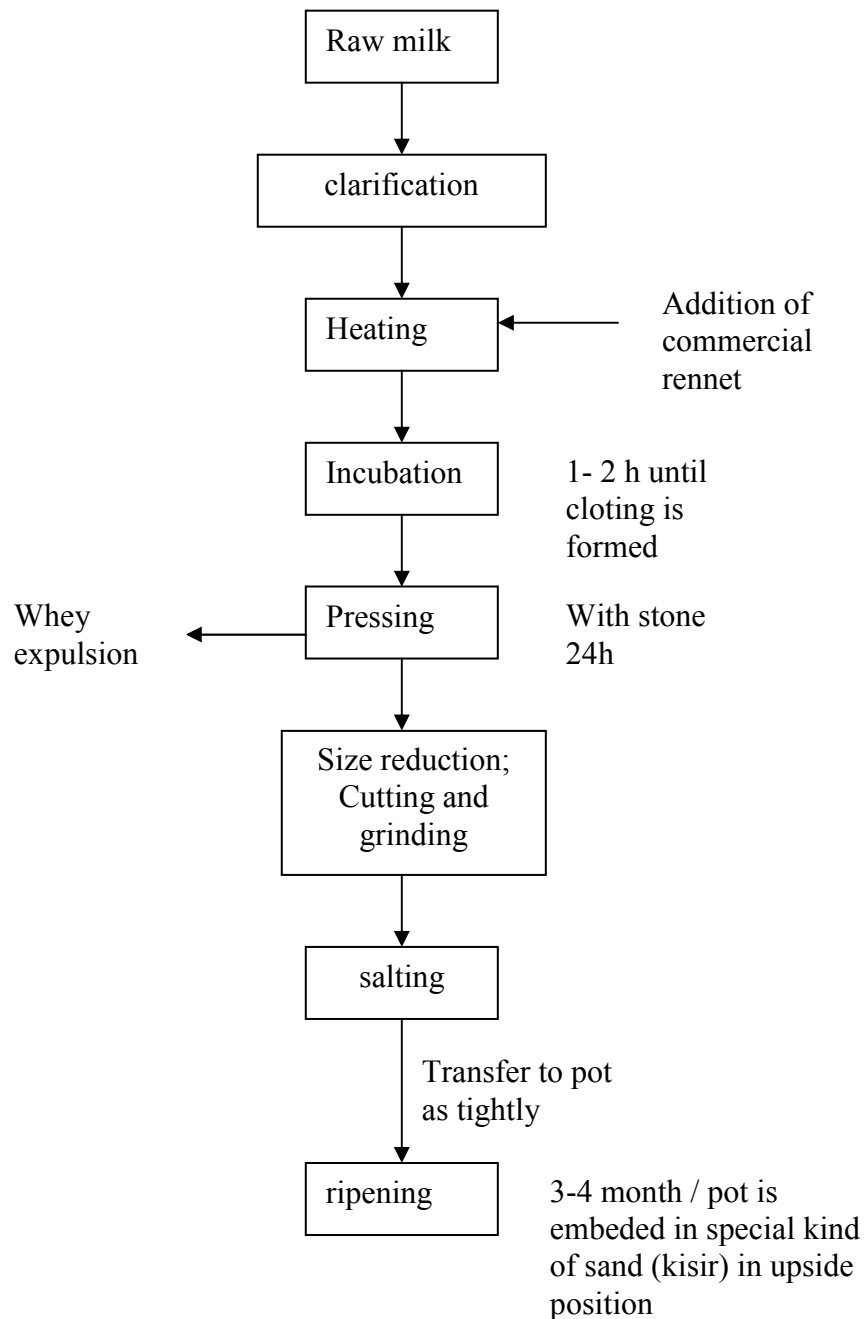 Raw milk
clarification
Heating
Addition of
commercial
rennet
Incubation
1- 2 h until
cloting is
formed
Whey
expulsion
Pressing
With stone
24h
Size reduction;
Cutting and
grinding
salting
Transfer to pot
as tightly
ripening
3-4 month / pot is
embeded in special kind
of sand (kisir) in upside
position